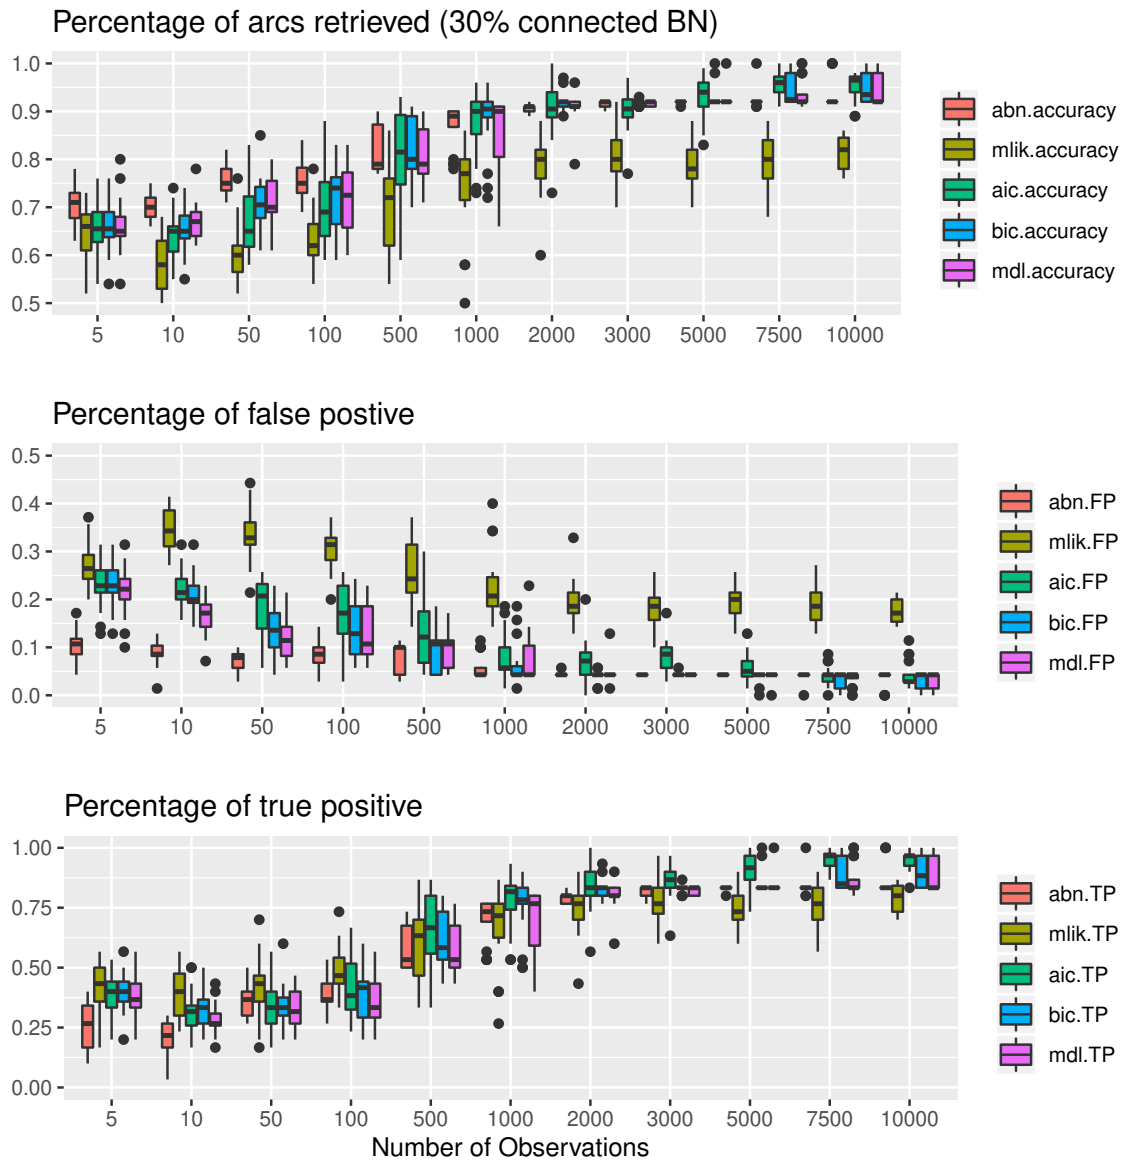 Percentage of arcs retrieved (30% connected BN)
1.0
0.9
0.8
0.7
0.6
0.5
5 10 50 100 500 1000 2000 3000 5000 7500 10000
abn.accuracy
mlik.accuracy
aic.accuracy
bic.accuracy
mdl.accuracy
Percentage of false postive
0.5
0.4
0.3
0.2
0.1
0.0
5 10 50 100 500 1000 2000 3000 5000 7500 10000
abn.FP
mlik.FP
aic.FP
bic.FP
mdl.FP
Percentage of true positive
1.00
0.75
0.50
0.25
0.00
5 10 50 100 500 1000 2000 3000 5000 7500 10000
Number of Observations
abn.TP
mlik.TP
aic.TP
bic.TP
mdl.TP